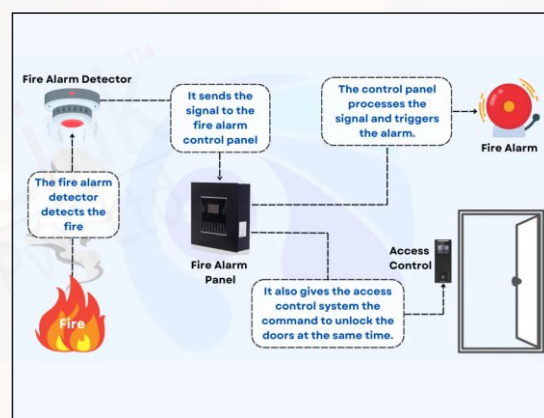 Fire Alarm Detector
It sends the
signal to the
fire alarm
control panel
The control panel
processes the
signal and triggers
the alarm.
Fire Alarm
The fire alarm
detector
detects the
fire
Fire
Fire Alarm
Panel
It also gives the access
control system the
command to unlock the
doors at the same time.
Access
Control